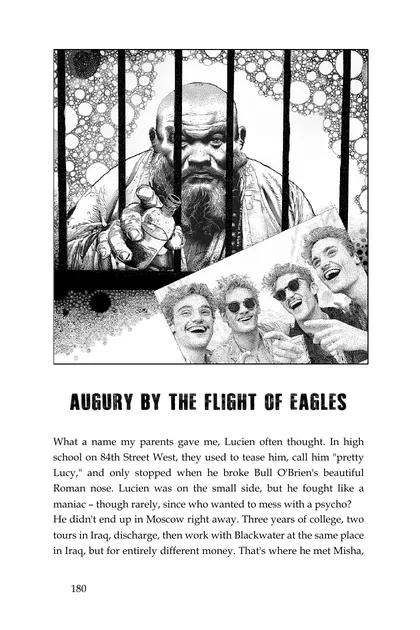 AUGURY BY THE FLIGHT OF EAGLES
What a name my parents gave me, Lucien often thought. In high
school on 84th Street West, they used to tease him, call him "pretty
Lucy," and only stopped when he broke Bull O'Brien's beautiful
Roman nose. Lucien was on the small side, but he fought like a
maniac – though rarely, since who wanted to mess with a psycho?
He didn't end up in Moscow right away. Three years of college, two
tours in Iraq, discharge, then work with Blackwater at the same place
in Iraq, but for entirely different money. That's where he met Misha,
180